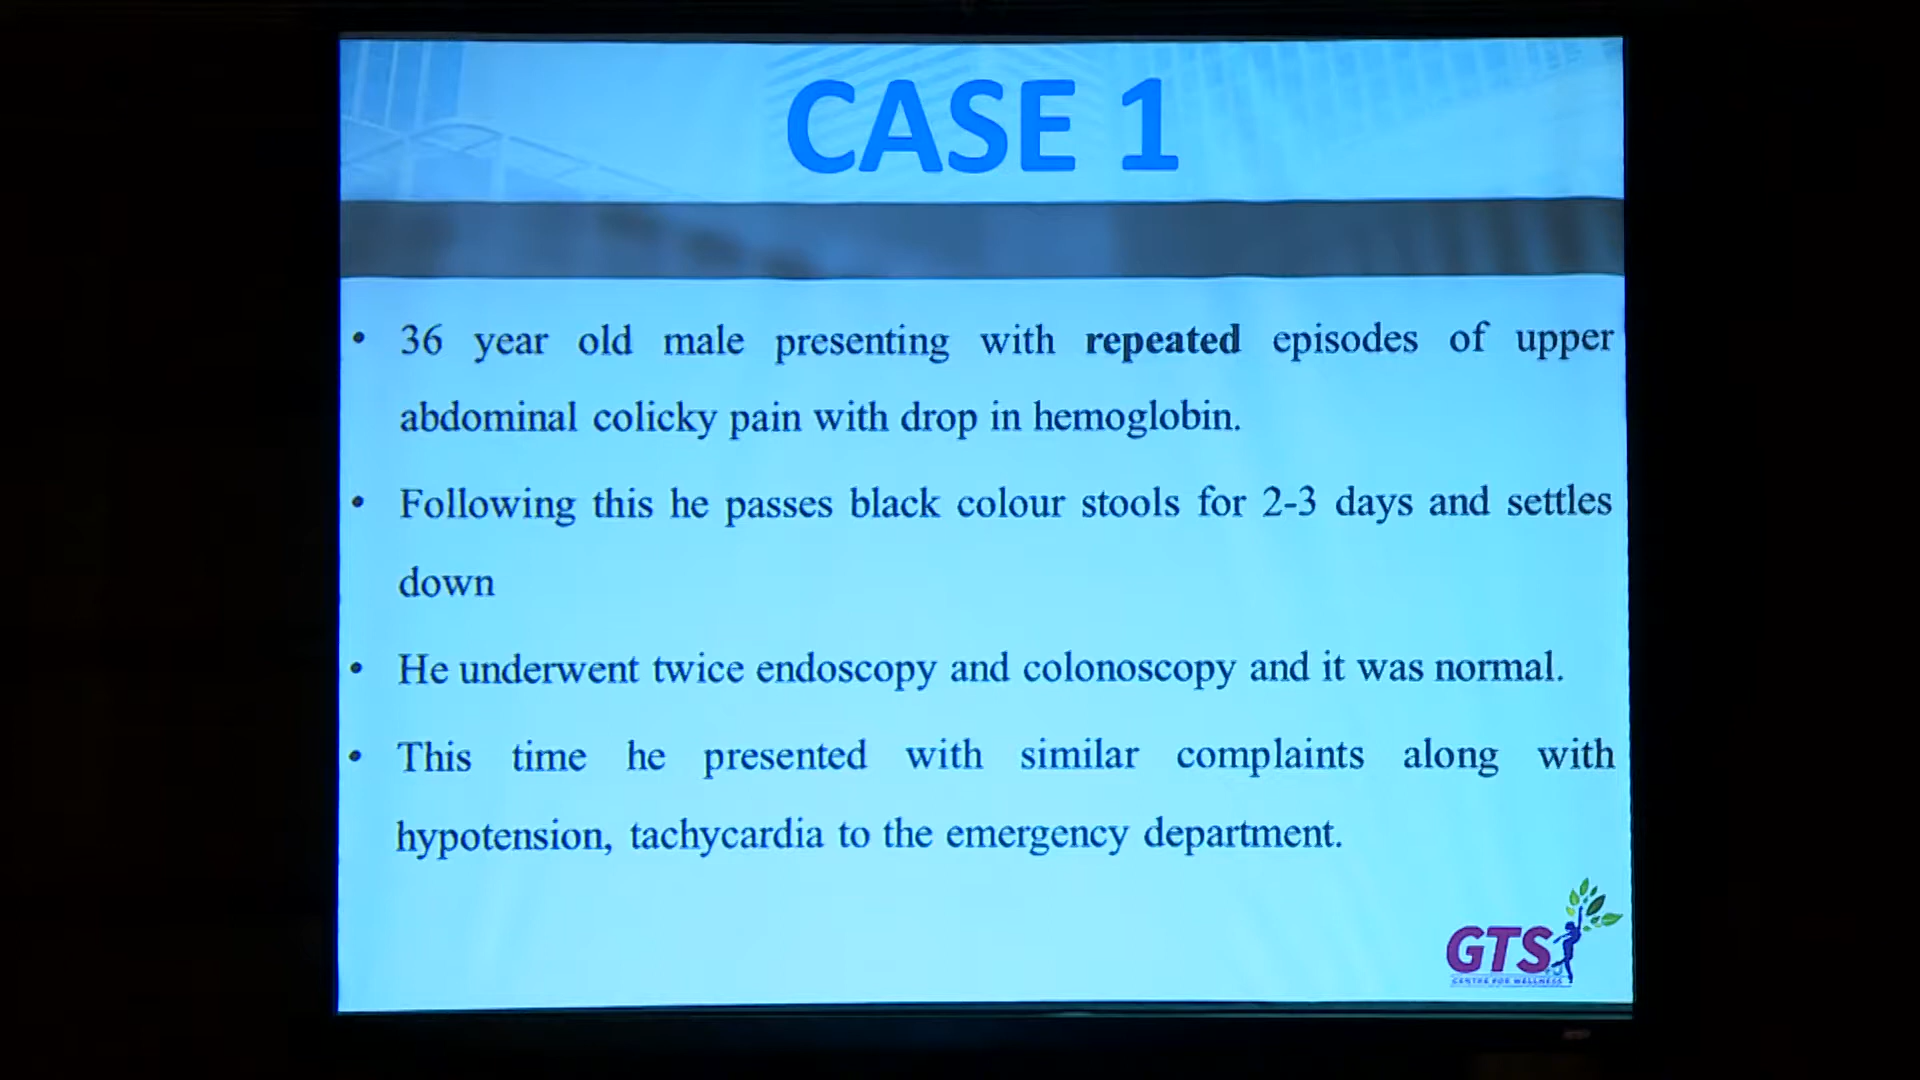 CASE 1
• 36 year old male presenting with repeated episodes of upper
abdominal colicky pain with drop in hemoglobin.
• Following this he passes black colour stools for 2-3 days and settles
down
• He underwent twice endoscopy and colonoscopy and it was normal.
• This time he presented with similar complaints along with
hypotension, tachycardia to the emergency department.
GTS
CENTRE FOR WELLNESS